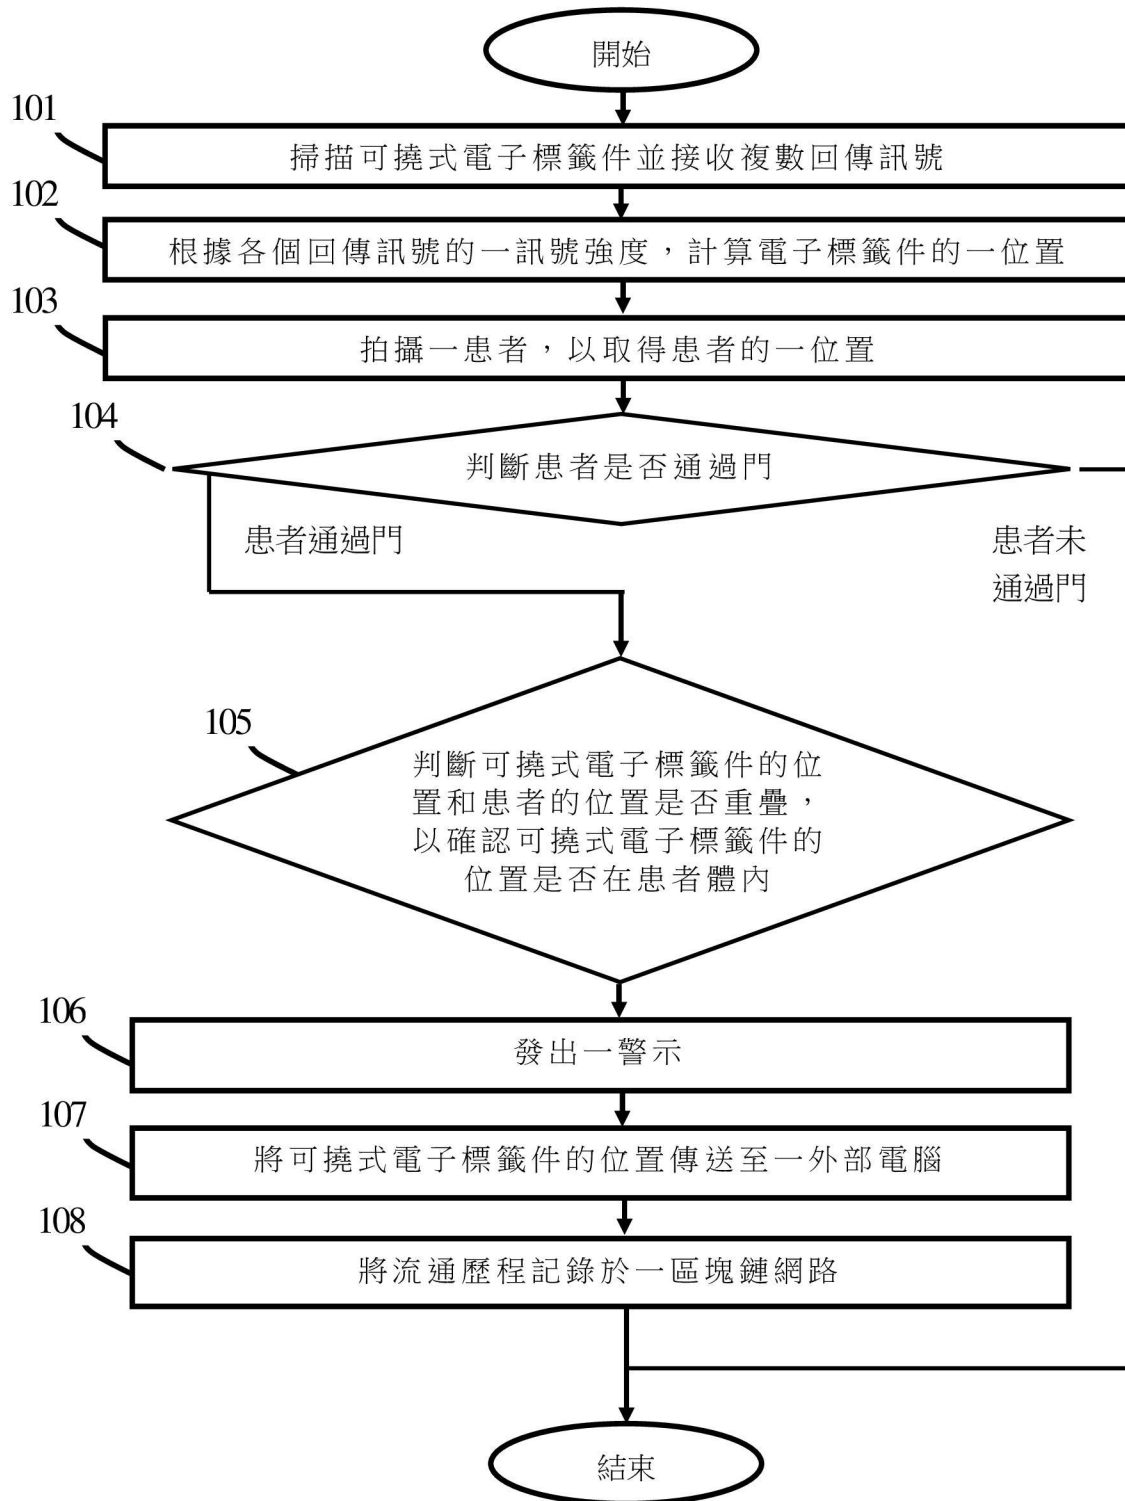 開始
101
掃描可撓式電子標籤件並接收複數回傳訊號
102
根據各個回傳訊號的一訊號強度，計算電子標籤件的一位置
103
拍攝一患者，以取得患者的一位置
104
判斷患者是否通過門
患者通過門
患者未
通過門
105
判斷可撓式電子標籤件的位
置和患者的位置是否重疊，
以確認可撓式電子標籤件的
位置是否在患者體內
106
發出一警示
107
將可撓式電子標籤件的位置傳送至一外部電腦
108
將流通歷程記錄於一區塊鏈網路
結束